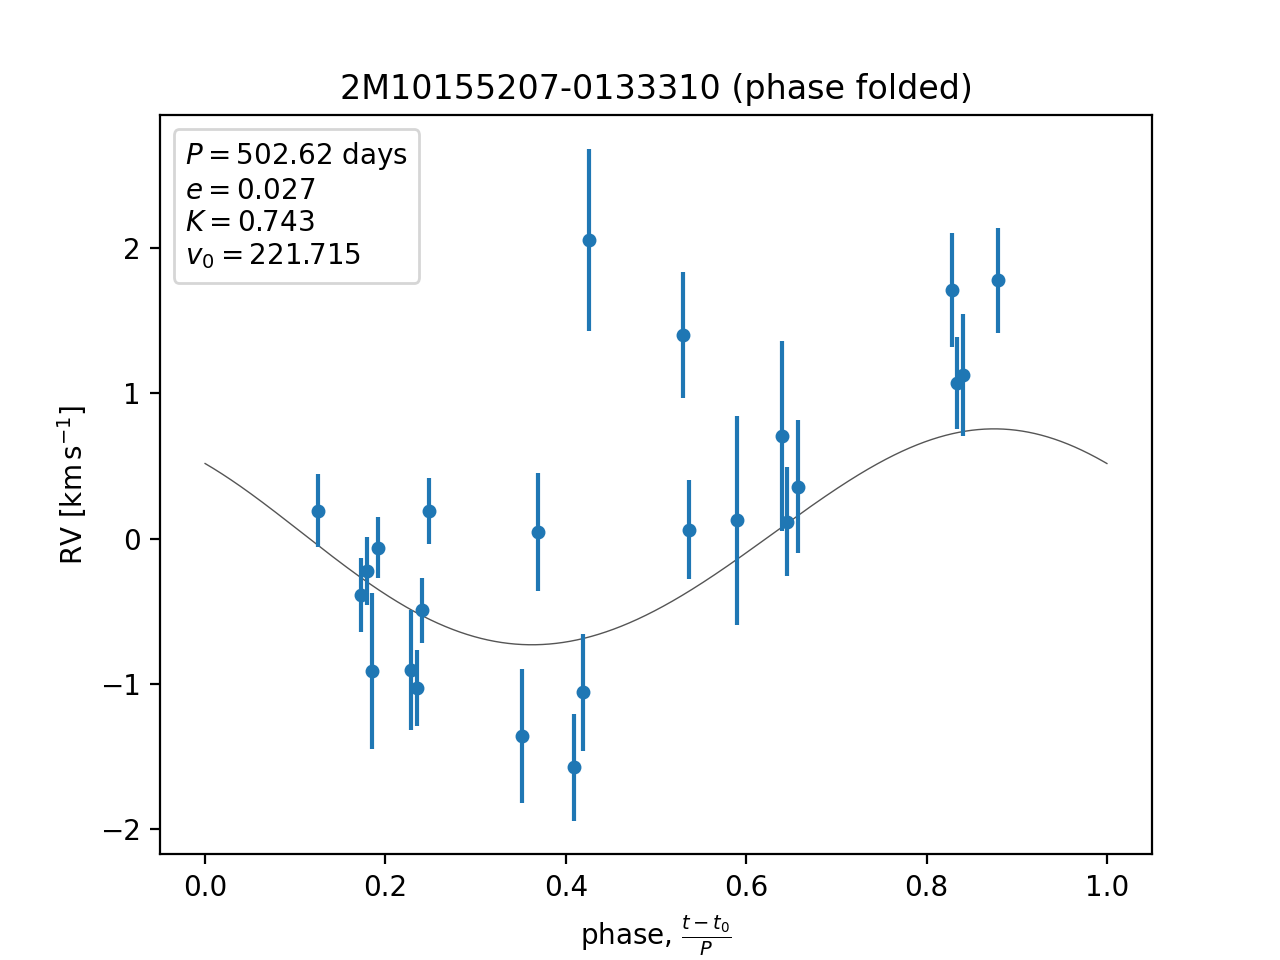 2M10155207-0133310 (phase folded)
P = 502.62 days
e = 0.027
K = 0.743
v₀ = 221.715
RV [km s⁻¹]
2
1
0
−1
−2
0.0 0.2 0.4 0.6 0.8 1.0
phase, (t − t₀)/P